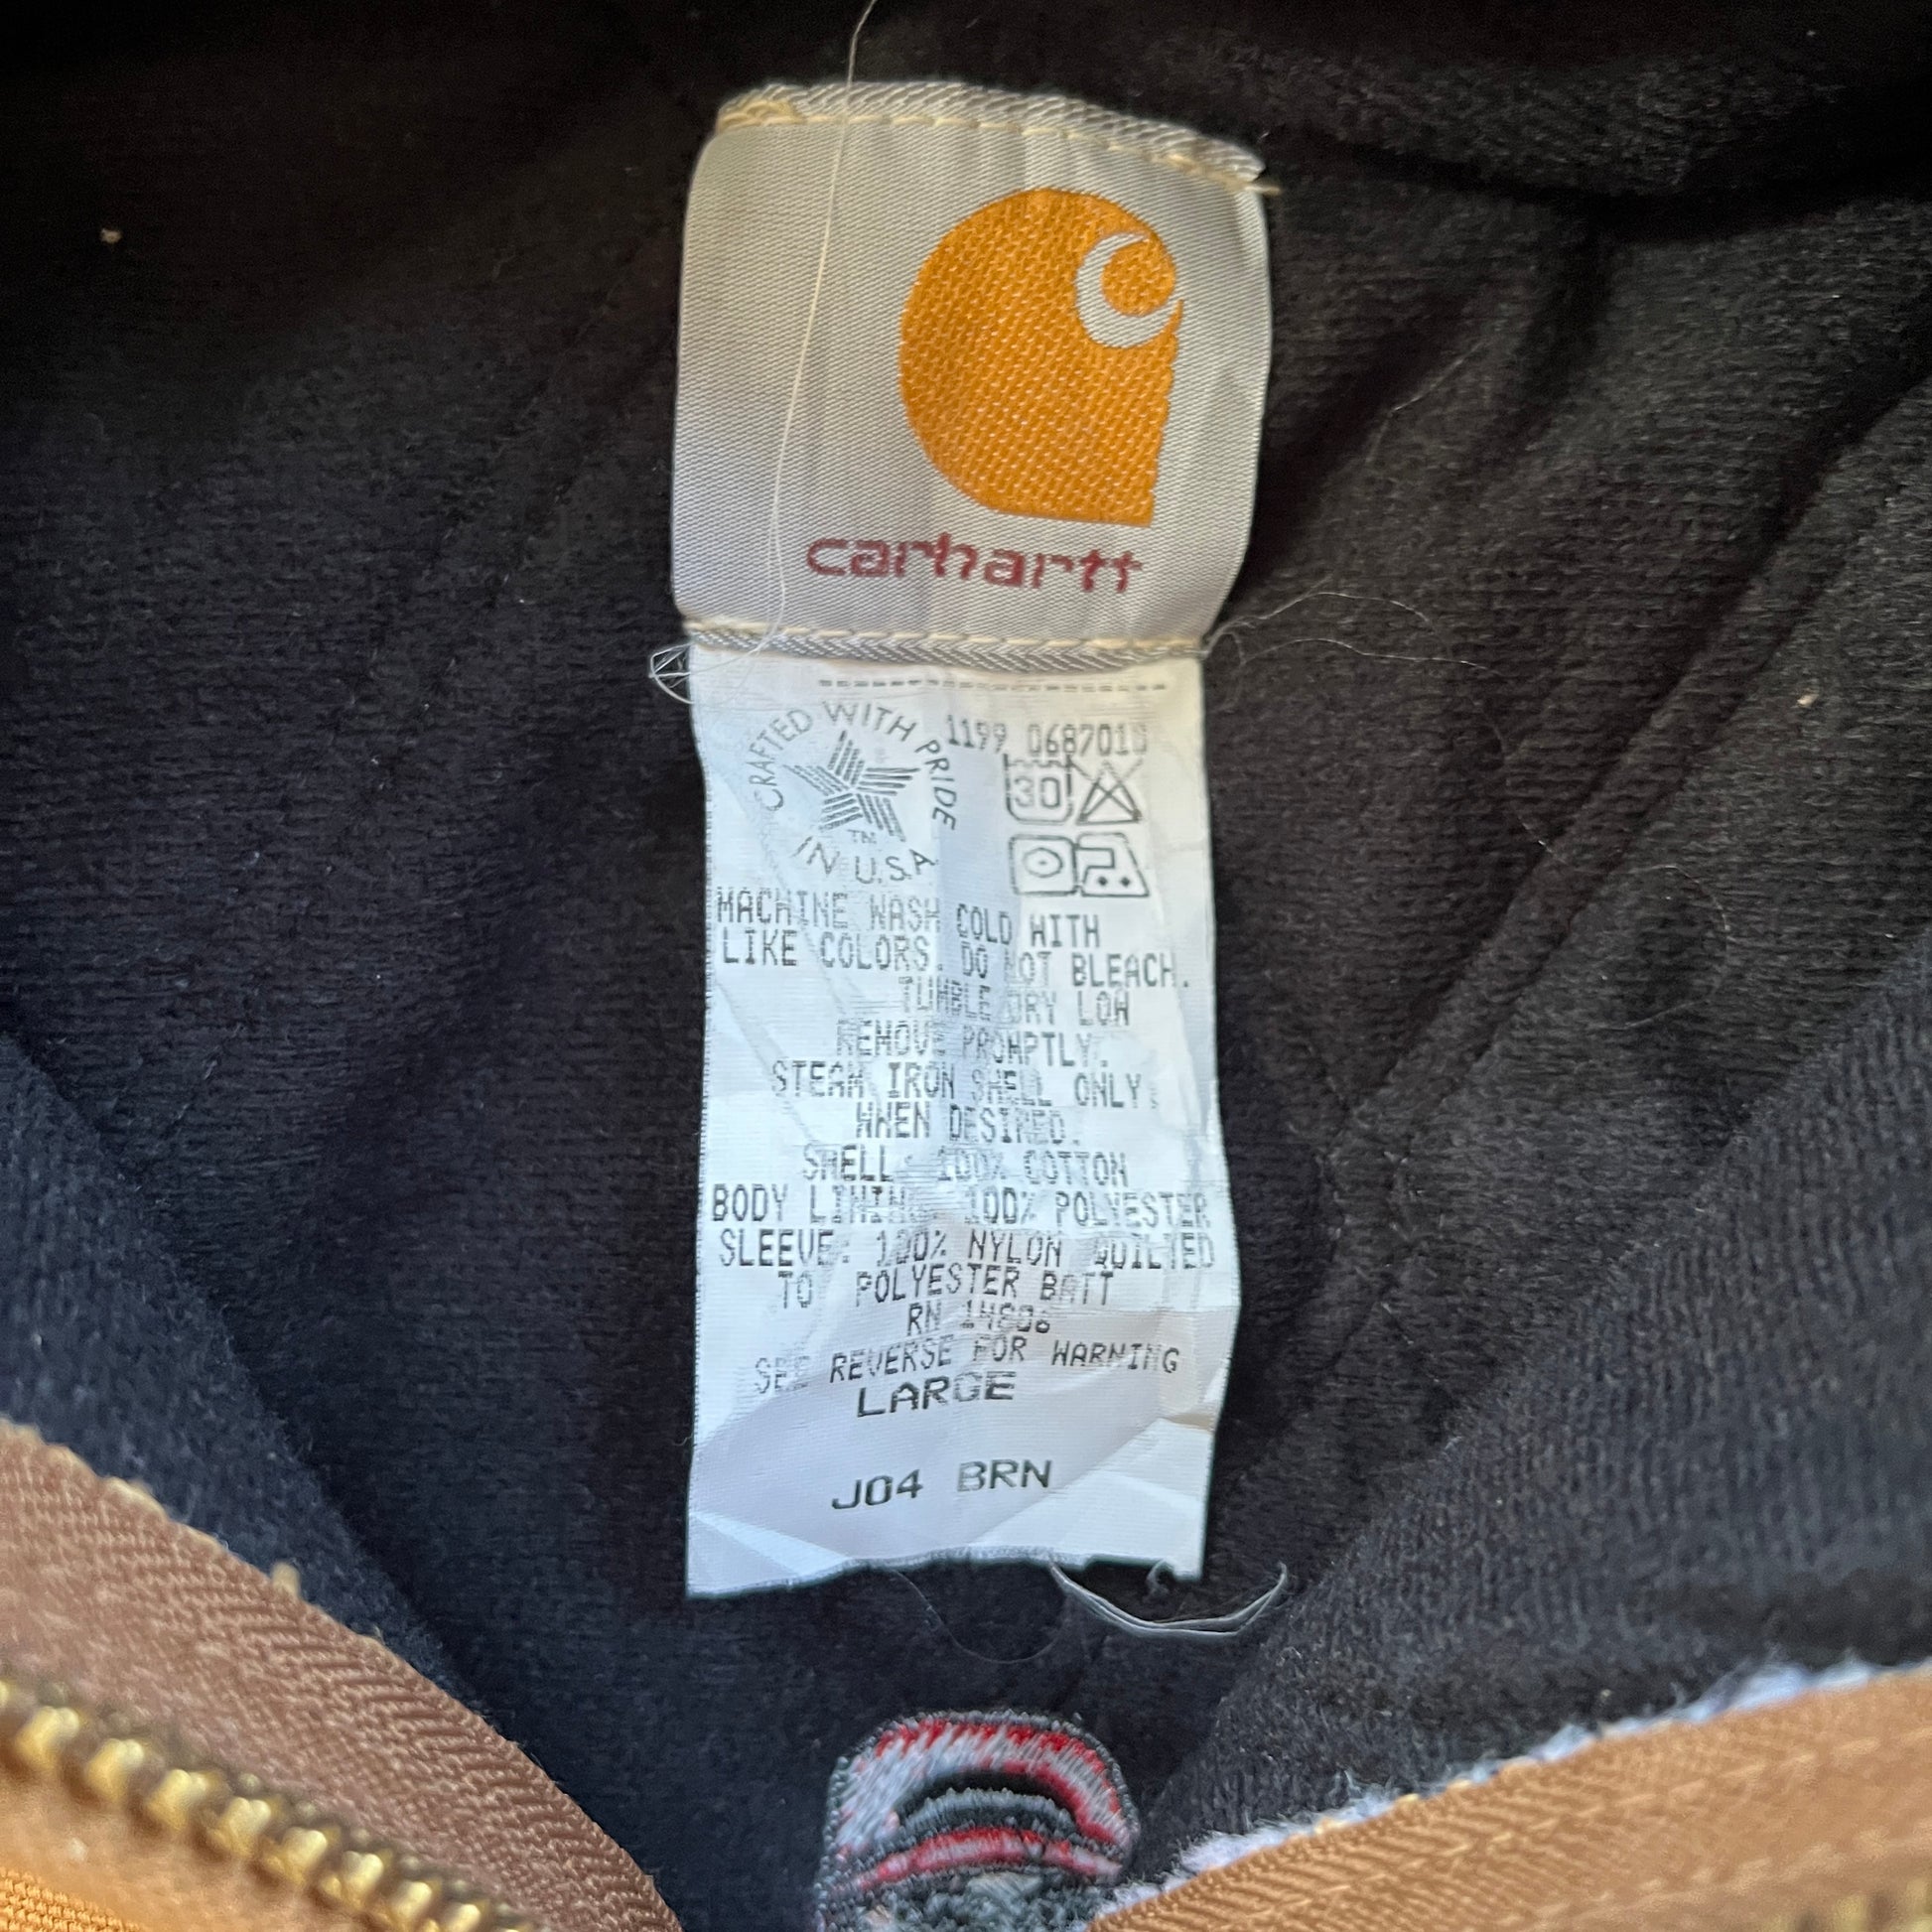 carhartt
CRAFTED WITH PRIDE
TM
IN U.S.A
1199 0687010
30
MACHINE WASH COLD WITH
LIKE COLORS. DO NOT BLEACH.
TUMBLE DRY LOW
REMOVE PROMPTLY.
STEAM IRON SHELL ONLY,
WHEN DESIRED.
SHELL: 100% COTTON
BODY LINING: 100% POLYESTER
SLEEVE: 100% NYLON QUILTED
TO POLYESTER BATT
RN 14806
SEE REVERSE FOR WARNING
LARGE
J04 BRN